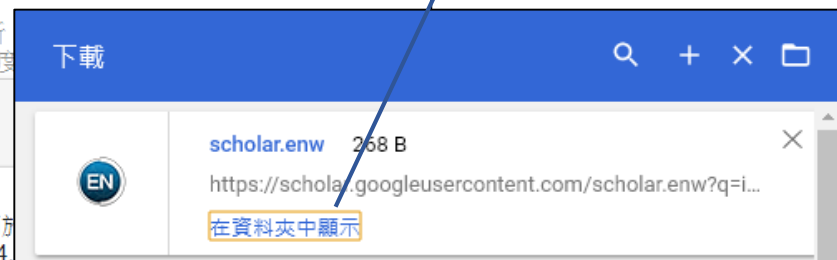 下載
EN
scholar.enw 268 B
https://scholar.googleusercontent.com/scholar.enw?q=i...
在資料夾中顯示
4